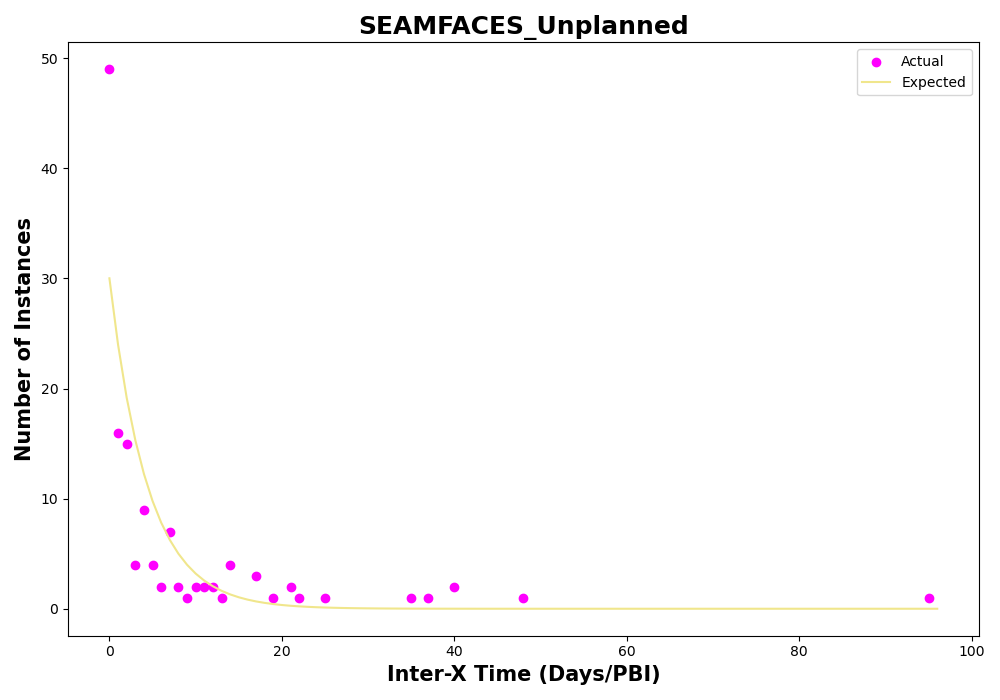 SEAMFACES_Unplanned
Actual
Expected
50
40
30
20
10
0
Number of Instances
0 20 40 60 80 100
Inter-X Time (Days/PBI)